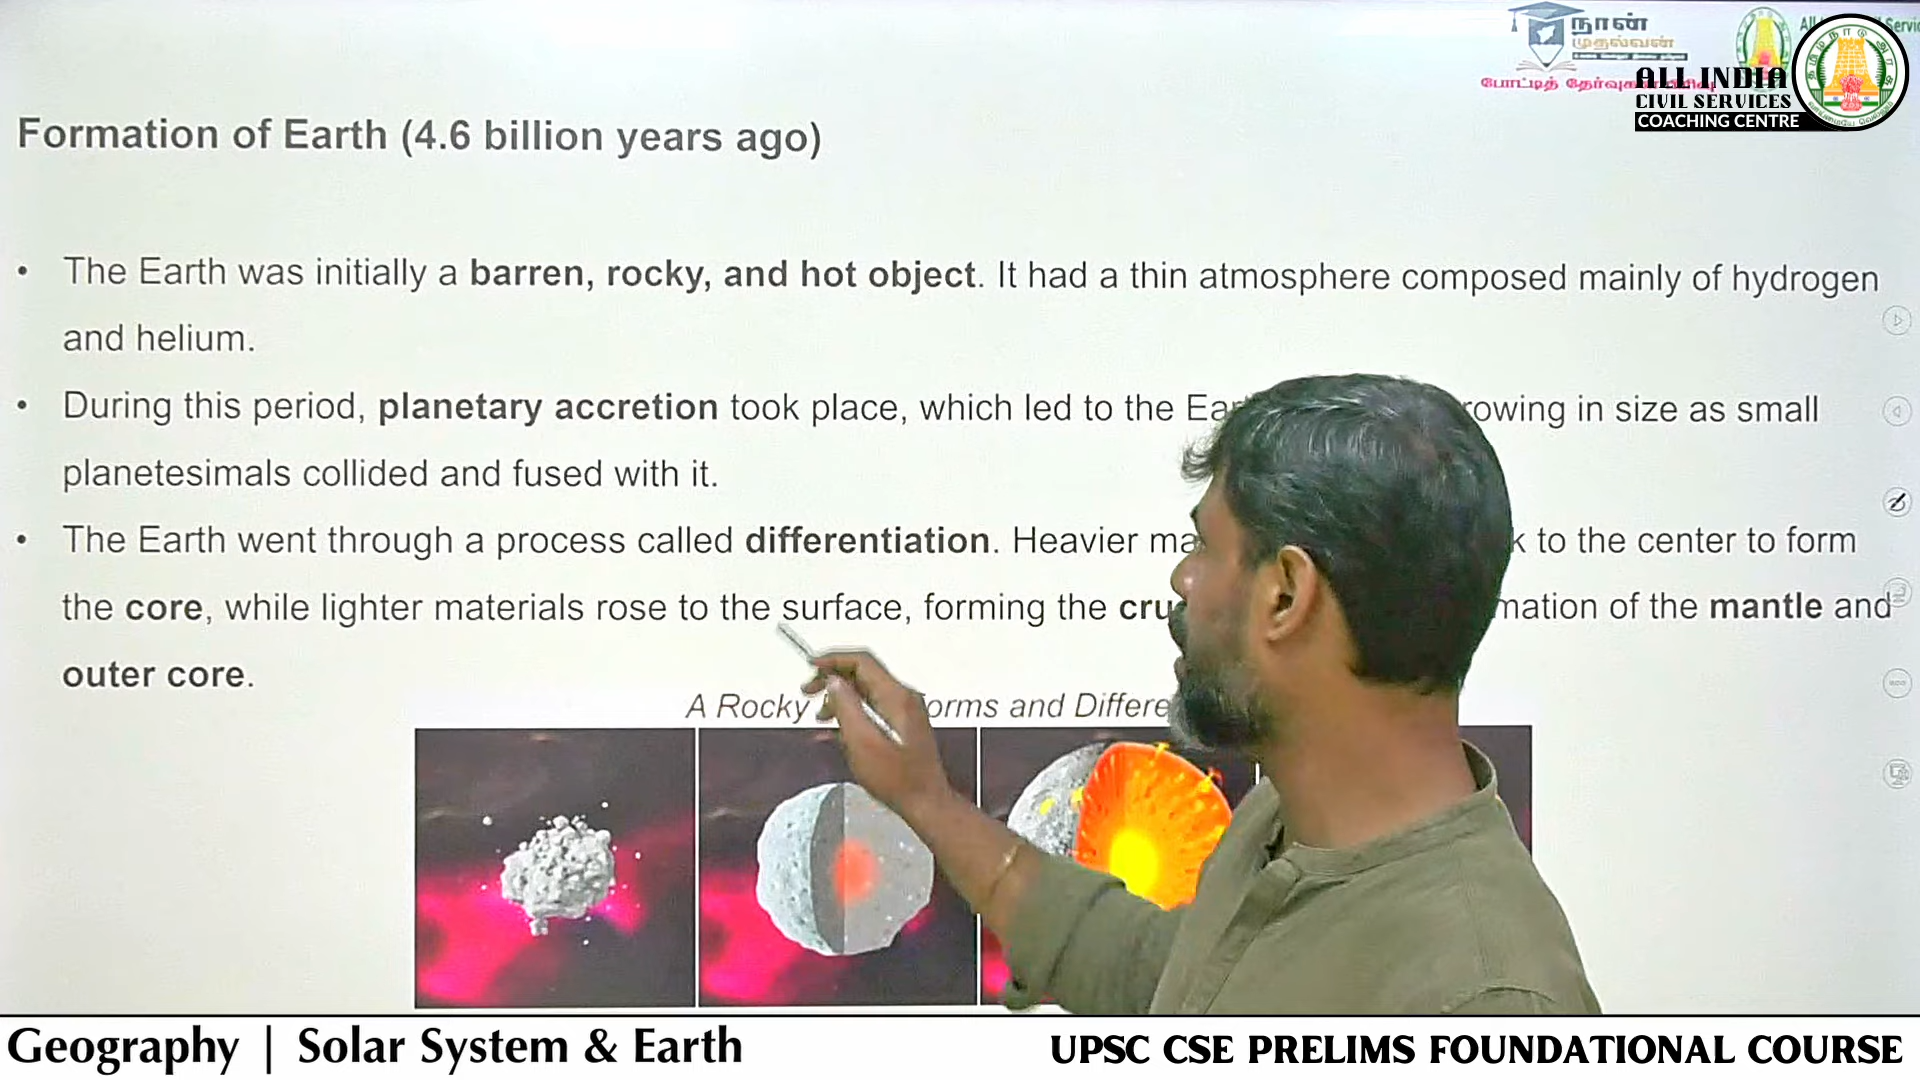 நான்
முதல்வன்
All
Servic
போட்டித் தேர்வுக
ALL INDIA
CIVIL SERVICES
COACHING CENTRE
Formation of Earth (4.6 billion years ago)
• The Earth was initially a barren, rocky, and hot object. It had a thin atmosphere composed mainly of hydrogen
and helium.
• During this period, planetary accretion took place, which led to the Ear rowing in size as small
planetesimals collided and fused with it.
• The Earth went through a process called differentiation. Heavier ma k to the center to form
the core, while lighter materials rose to the surface, forming the cru mation of the mantle and
outer core.
A Rocky orms and Differe
Geography | Solar System & Earth
UPSC CSE PRELIMS FOUNDATIONAL COURSE